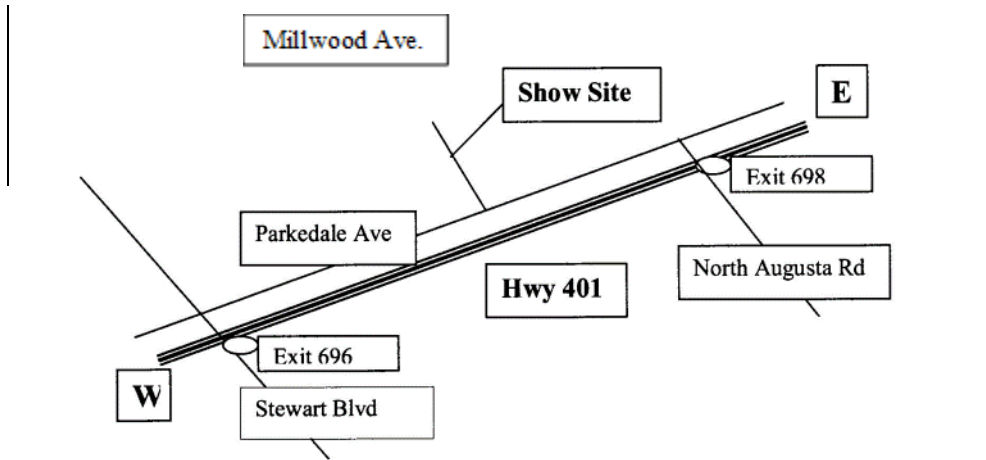 Millwood Ave.
Show Site
E
Exit 698
Parkedale Ave
North Augusta Rd
Hwy 401
Exit 696
W
Stewart Blvd